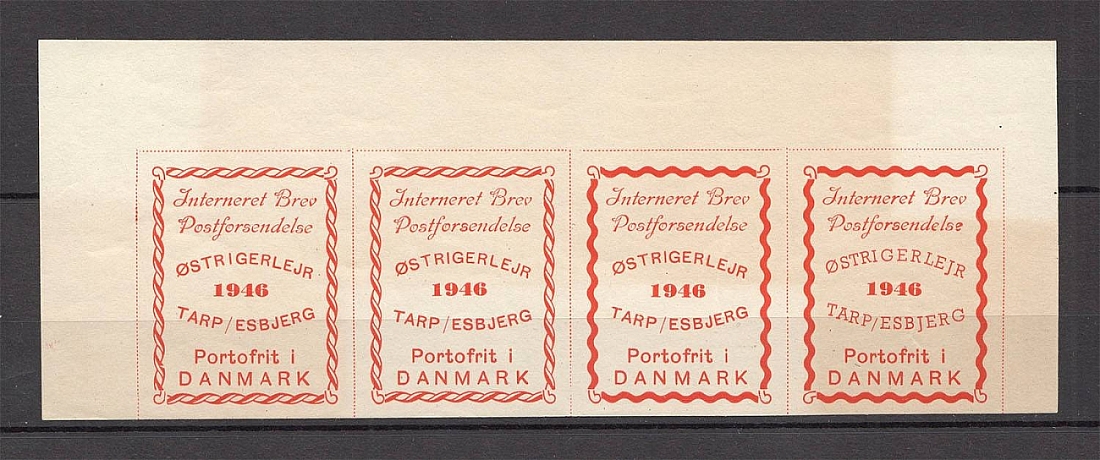 Interneret Brev
Postforsendelse
ØSTRIGERLEJR
1946
TARP/ESBJERG
Portofrit i
DANMARK
Interneret Brev
Postforsendelse
ØSTRIGERLEJR
1946
TARP/ESBJERG
Portofrit i
DANMARK
Interneret Brev
Postforsendelse
ØSTRIGERLEJR
1946
TARP/ESBJERG
Portofrit i
DANMARK
Interneret Brev
Postforsendelse
ØSTRIGERLEJR
1946
TARP/ESBJERG
Portofrit i
DANMARK